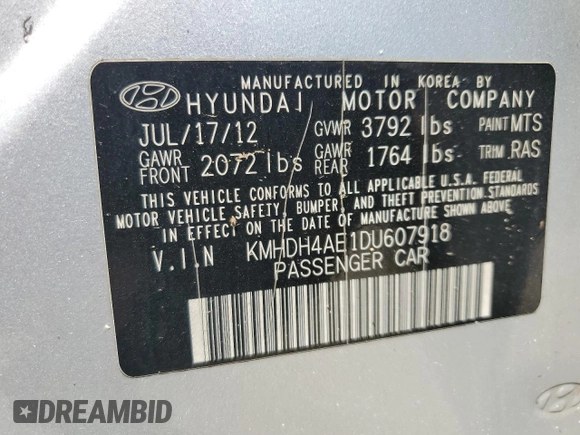 MANUFACTURED IN KOREA BY
HYUNDAI MOTOR COMPANY
JUL/17/12 GVWR 3792 lbs PAINT MTS
GAWR FRONT 2072 lbs GAWR REAR 1764 lbs TRIM RAS
THIS VEHICLE CONFORMS TO ALL APPLICABLE U.S.A. FEDERAL
MOTOR VEHICLE SAFETY, BUMPER, AND THEFT PREVENTION STANDARDS
IN EFFECT ON THE DATE OF MANUFACTURE SHOWN ABOVE
V.I.N KMHDH4AE1DU607918
PASSENGER CAR
DREAMBID